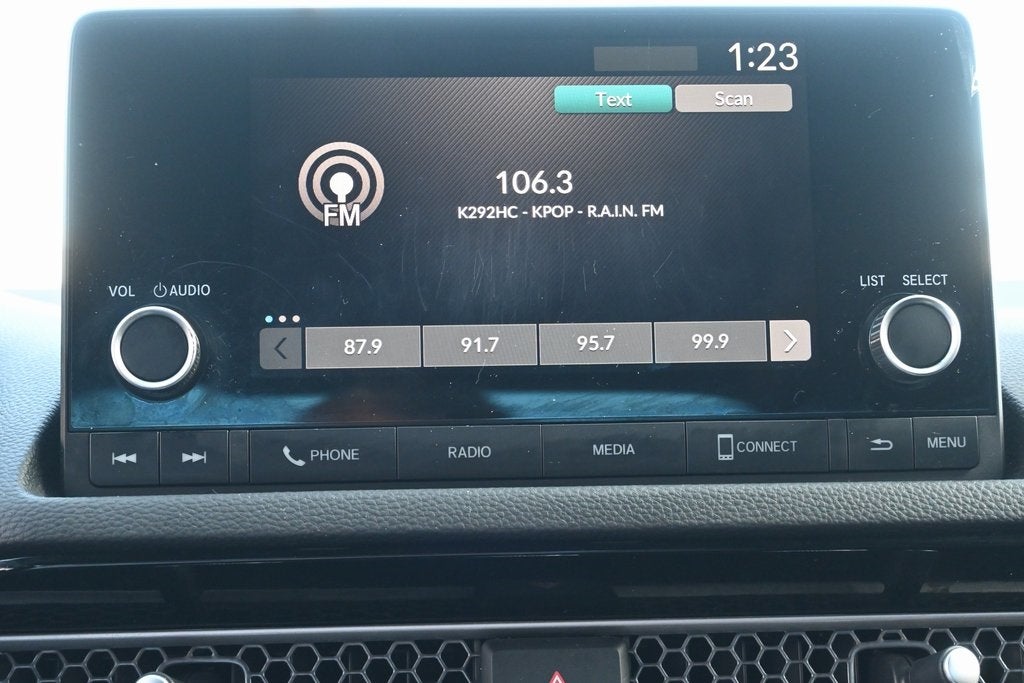 1:23
Text Scan
106.3
K292HC - KPOP - R.A.I.N. FM
FM
VOL AUDIO
LIST SELECT
87.9 91.7 95.7 99.9
PHONE RADIO MEDIA CONNECT MENU